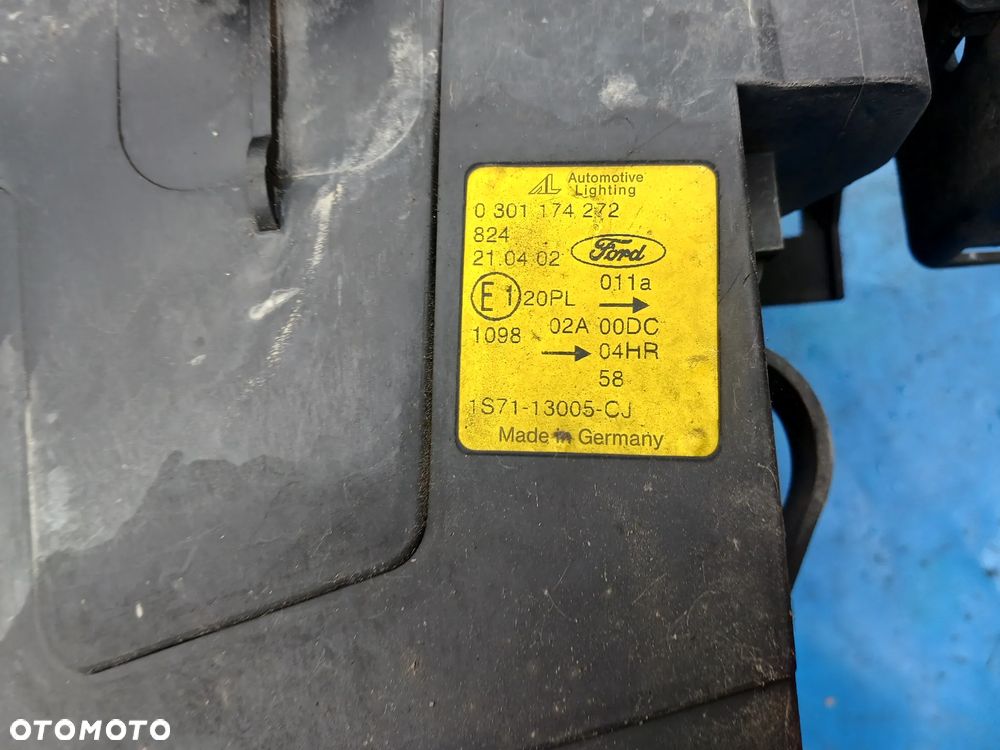 AL Automotive
Lighting
0 301 174 272
824
21.04 02
Ford
E1 20PL 011a
1098 02A 00DC
04HR
58
1S71-13005-CJ
Made in Germany
OTOMOTO